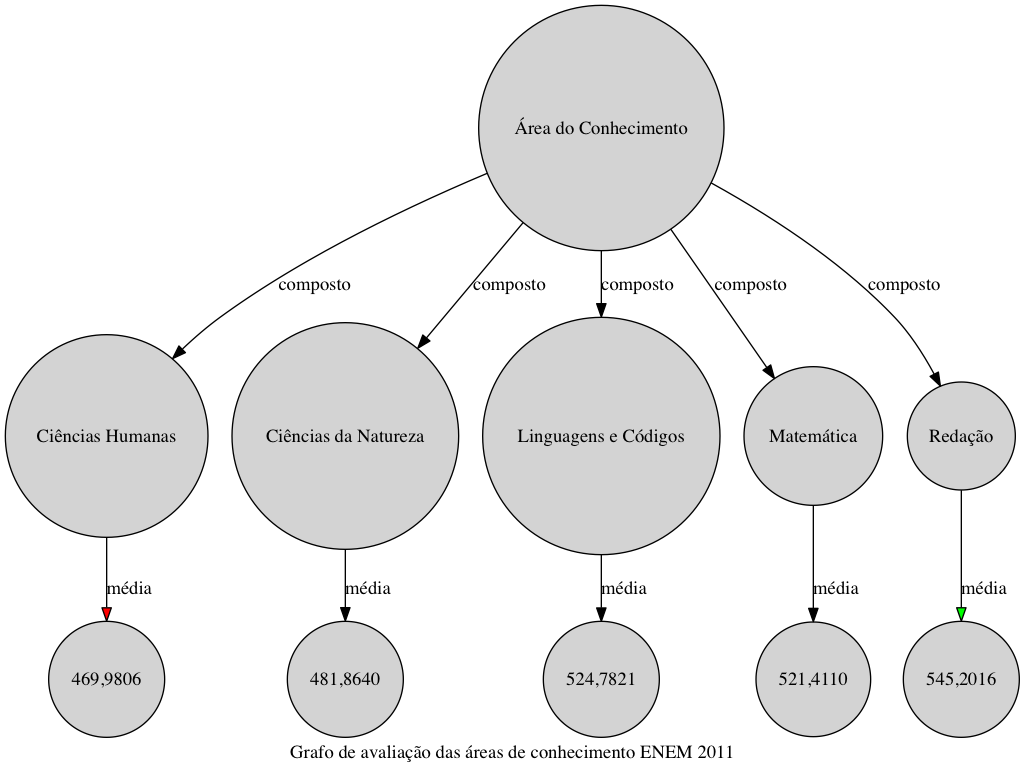 Área do Conhecimento
composto
composto
composto
composto
composto
Ciências Humanas
Ciências da Natureza
Linguagens e Códigos
Matemática
Redação
média
média
média
média
média
469,9806
481,8640
524,7821
521,4110
545,2016
Grafo de avaliação das áreas de conhecimento ENEM 2011